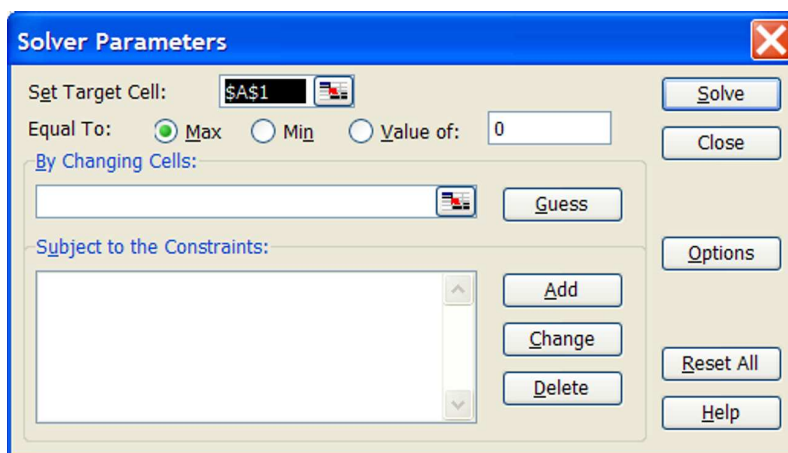 Solver Parameters
Set Target Cell: $A$1 Solve
Equal To: Max Min Value of: 0 Close
By Changing Cells:
Guess
Subject to the Constraints:
Options
Add
Change
Reset All
Delete
Help